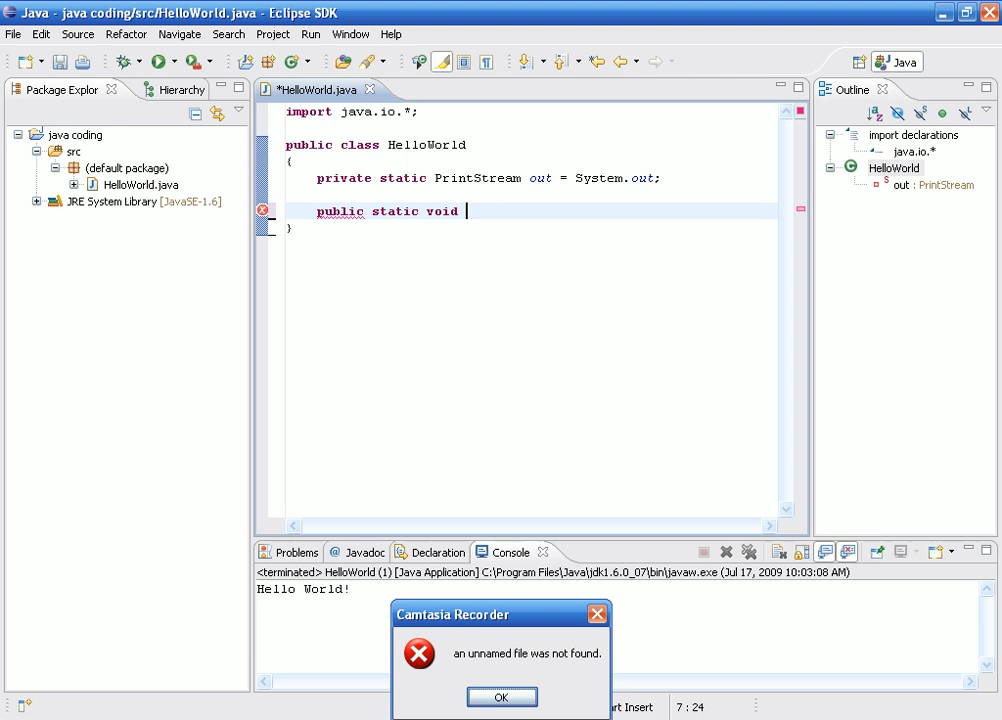 Java - java coding/src/HelloWorld.java - Eclipse SDK
File Edit Source Refactor Navigate Search Project Run Window Help
Java
Package Explor Hierarchy
java coding
src
(default package)
HelloWorld.java
JRE System Library [JavaSE-1.6]
*HelloWorld.java
import java.io.*;
public class HelloWorld
{
private static PrintStream out = System.out;
public static void
}
Outline
import declarations
java.io.*
HelloWorld
out : PrintStream
Problems Javadoc Declaration Console
<terminated> HelloWorld (1) [Java Application] C:\Program Files\Java\jdk1.6.0_07\bin\javaw.exe (Jul 17, 2009 10:03:08 AM)
Hello World!
Camtasia Recorder
an unnamed file was not found.
OK
rt Insert 7 : 24